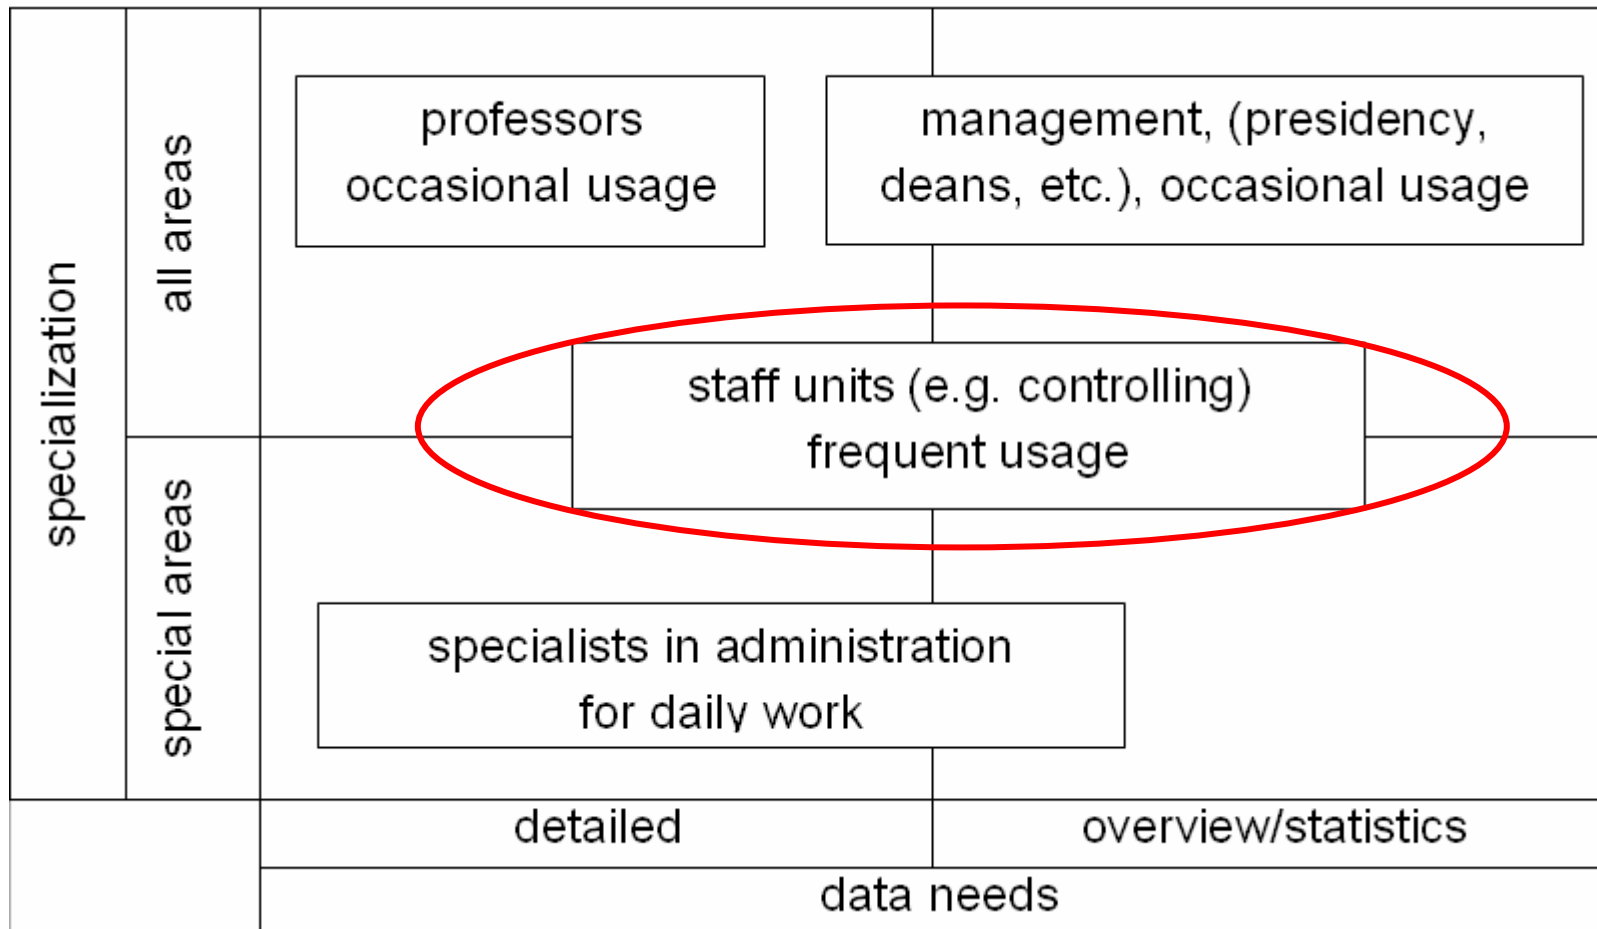 specialization
all areas
professors
occasional usage
management, (presidency,
deans, etc.), occasional usage
staff units (e.g. controlling)
frequent usage
special areas
specialists in administration
for daily work
detailed
overview/statistics
data needs